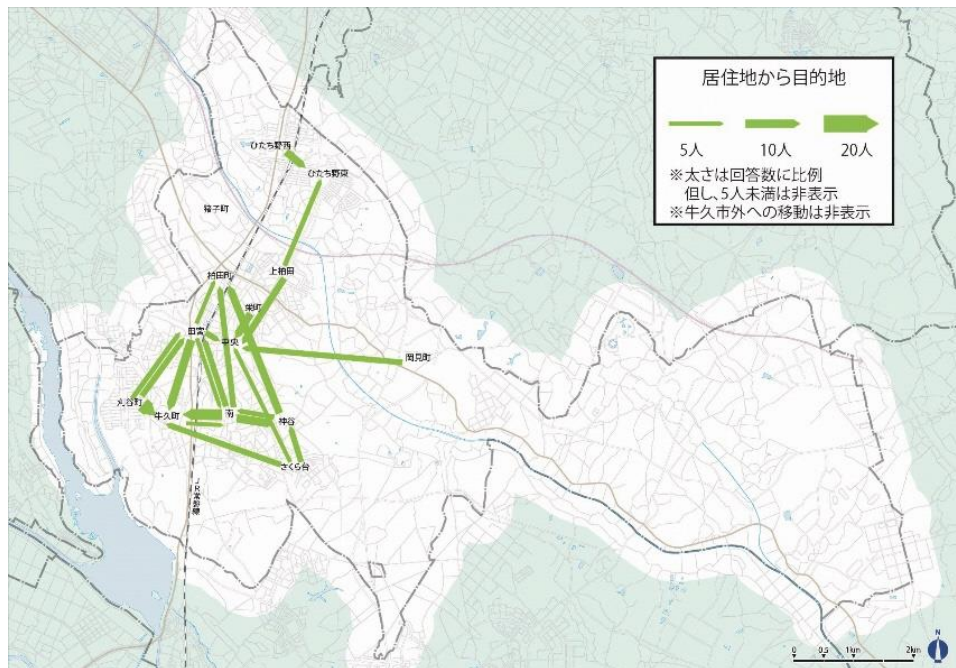 居住地から目的地
5人 10人 20人
※太さは回答数に比例
但し、5人未満は非表示
※牛久市外への移動は非表示
ひたち野西
ひたち野東
猪子町
上柏田
柏田町
栄町
田宮
中央
岡見町
刈谷町
牛久町
南
神谷
さくら台
JR常磐線
N
0 0.5 1km 2km